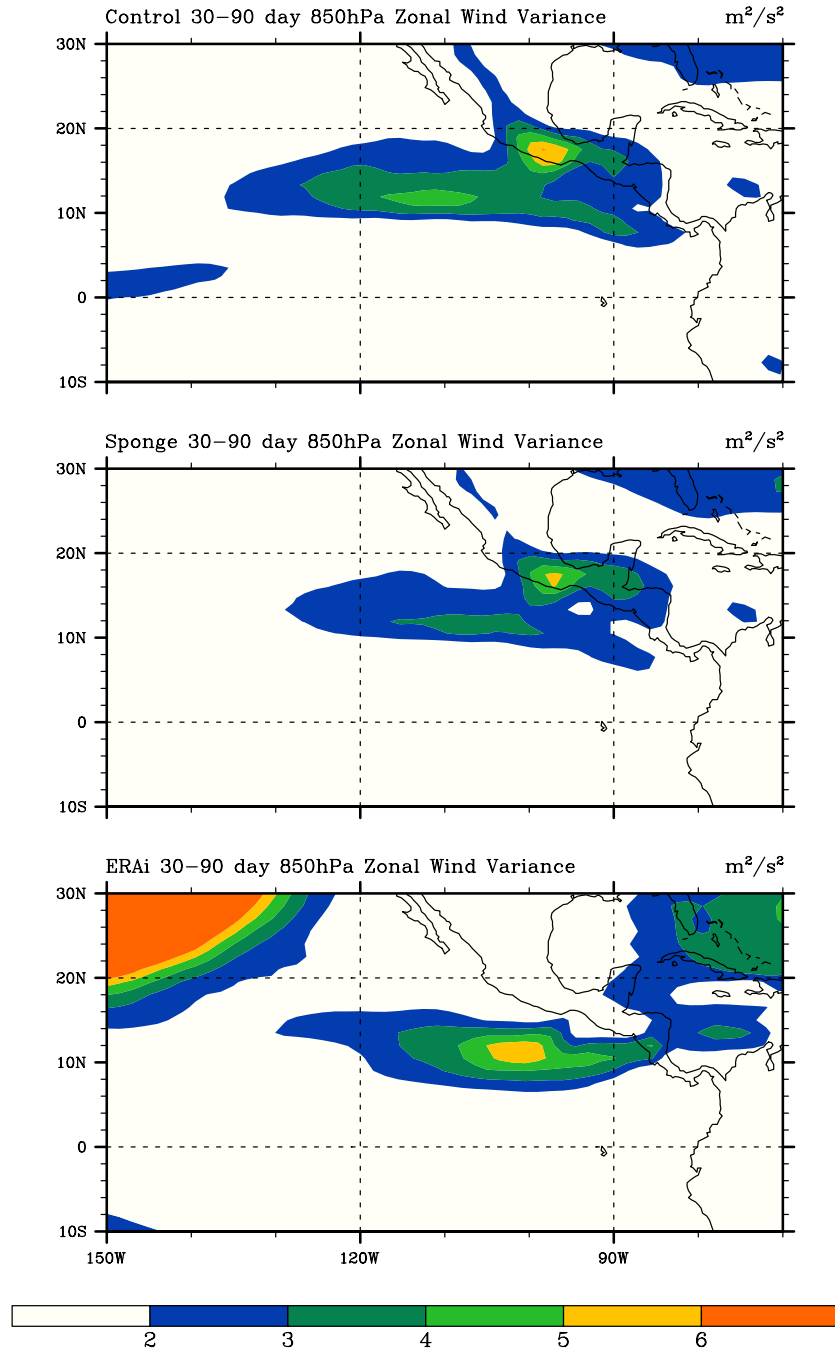 Control 30−90 day 850hPa Zonal Wind Variance m²/s²
30N
20N
10N
0
10S
Sponge 30−90 day 850hPa Zonal Wind Variance m²/s²
30N
20N
10N
0
10S
ERAi 30−90 day 850hPa Zonal Wind Variance m²/s²
30N
20N
10N
0
10S
150W 120W 90W
2 3 4 5 6